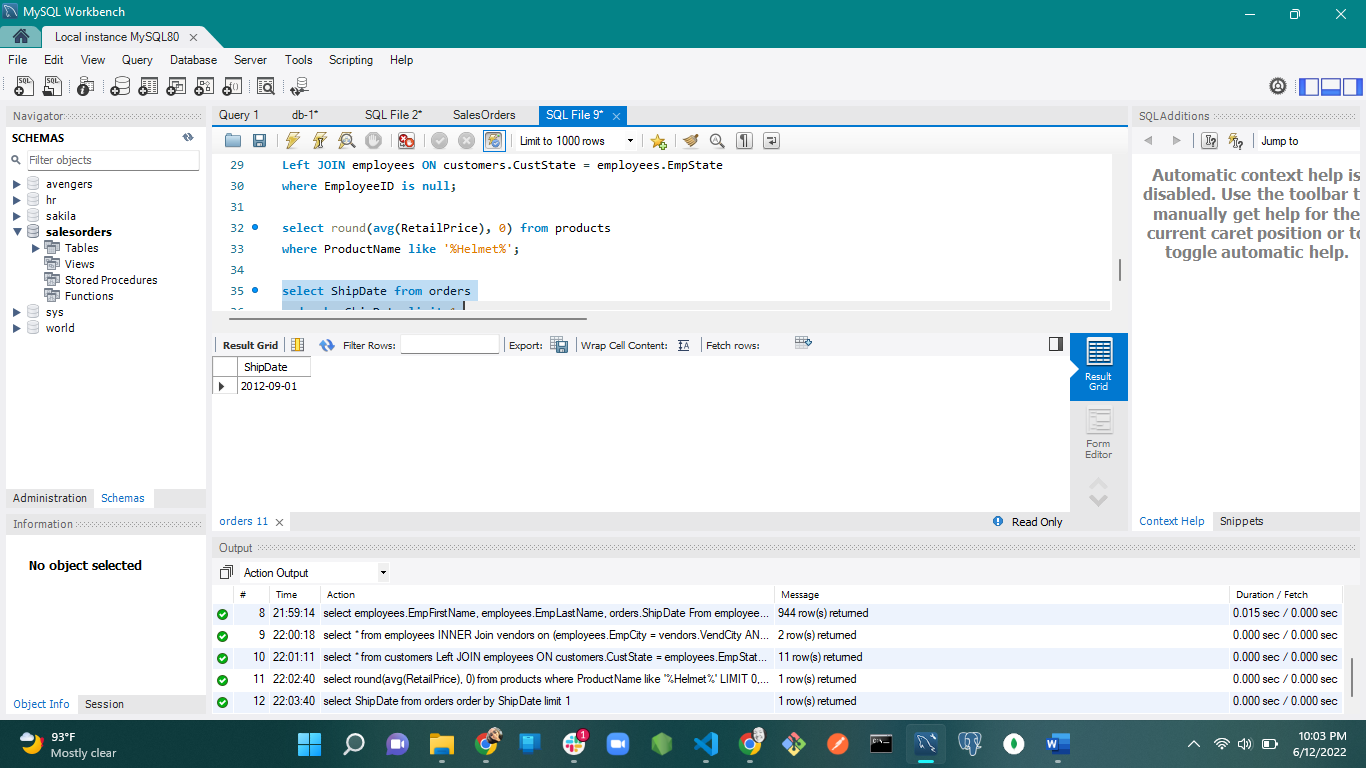 MySQL Workbench
Local instance MySQL80
File Edit View Query Database Server Tools Scripting Help
Navigator
SCHEMAS
Filter objects
avengers
hr
sakila
salesorders
Tables
Views
Stored Procedures
Functions
sys
world
Administration Schemas
Information
No object selected
Object Info Session
Query 1 db-1* SQL File 2* SalesOrders SQL File 9*
Limit to 1000 rows
29 Left JOIN employees ON customers.CustState = employees.EmpState
30 where EmployeeID is null;
31
32 select round(avg(RetailPrice), 0) from products
33 where ProductName like '%Helmet%';
34
35 select ShipDate from orders
Result Grid Filter Rows: Export: Wrap Cell Content: Fetch rows:
ShipDate
2012-09-01
Result Grid
Form Editor
orders 11 Read Only
Output
Action Output
# Time Action Message Duration / Fetch
8 21:59:14 select employees.EmpFirstName, employees.EmpLastName, orders.ShipDate From employee... 944 row(s) returned 0.015 sec / 0.000 sec
9 22:00:18 select * from employees INNER Join vendors on (employees.EmpCity = vendors.VendCity AN... 2 row(s) returned 0.000 sec / 0.000 sec
10 22:01:11 select * from customers Left JOIN employees ON customers.CustState = employees.EmpStat... 11 row(s) returned 0.000 sec / 0.000 sec
11 22:02:40 select round(avg(RetailPrice), 0) from products where ProductName like '%Helmet%' LIMIT 0,... 1 row(s) returned 0.000 sec / 0.000 sec
12 22:03:40 select ShipDate from orders order by ShipDate limit 1 1 row(s) returned 0.000 sec / 0.000 sec
SQLAdditions
Jump to
Automatic context help is
disabled. Use the toolbar t
manually get help for the
current caret position or to
toggle automatic help.
Context Help Snippets
93°F
Mostly clear
1
10:03 PM
6/12/2022